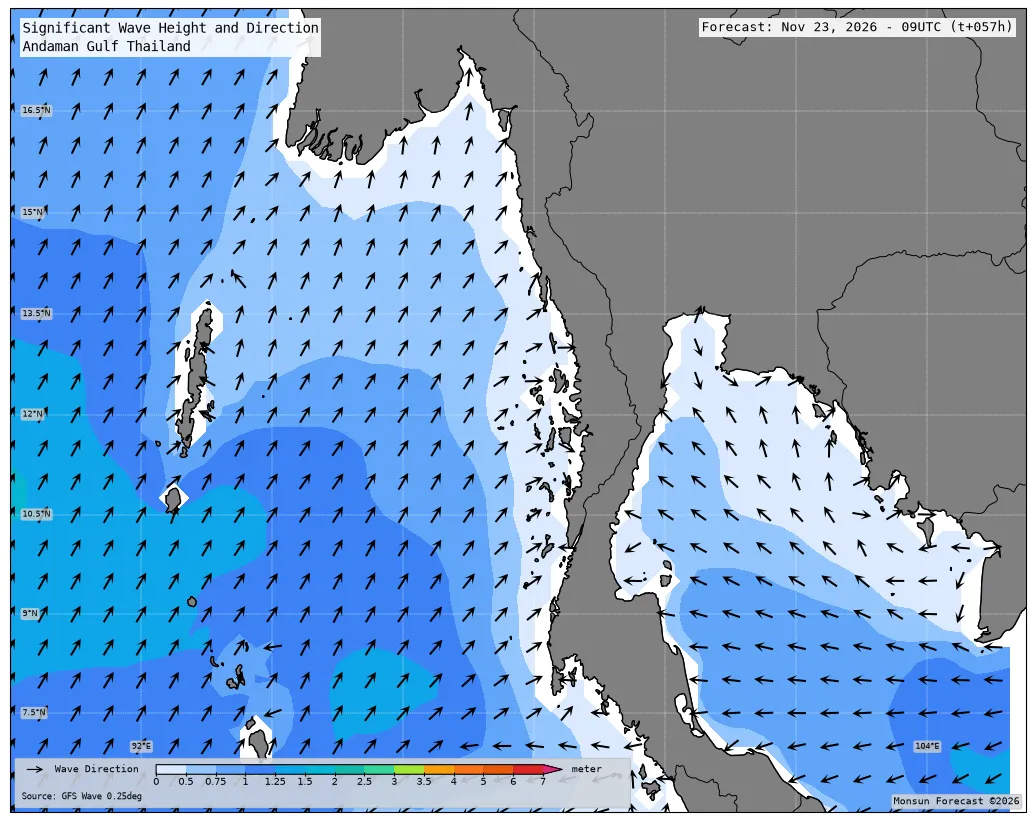 Significant Wave Height and Direction
Andaman Gulf Thailand
Forecast: Nov 23, 2026 - 09UTC (t+057h)
16.5°N
15°N
13.5°N
12°N
10.5°N
9°N
7.5°N
92°E
104°E
Wave Direction
0.5 0.75 1 1.25 1.5 2 2.5 3 3.5 4 5 6 7
meter
Source: GFS Wave 0.25deg
Monsun Forecast ©2026